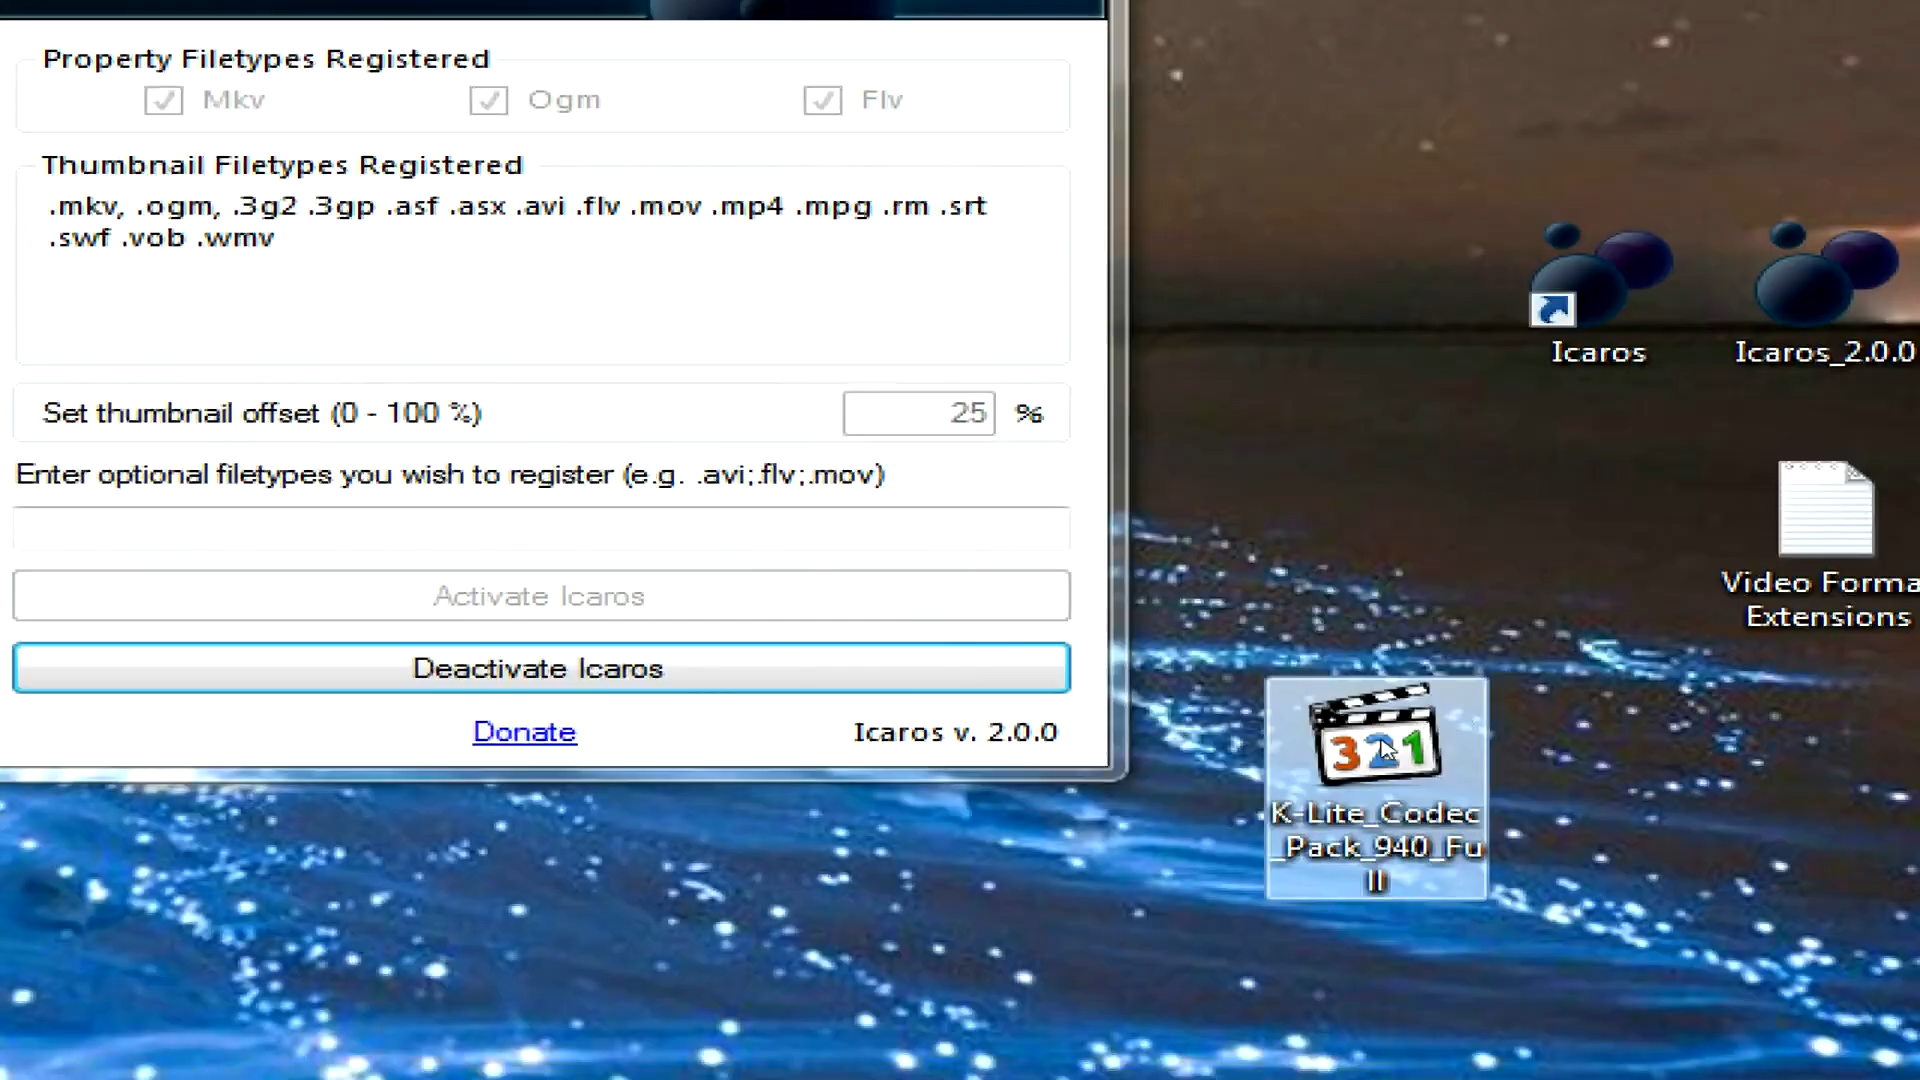 Property Filetypes Registered
Mkv
Ogm
Flv
Thumbnail Filetypes Registered
.mkv, .ogm, .3g2 .3gp .asf .asx .avi .flv .mov .mp4 .mpg .rm .srt
.swf .vob .wmv
Set thumbnail offset (0 - 100 %)
25 %
Enter optional filetypes you wish to register (e.g. .avi;.flv;.mov)
Activate Icaros
Deactivate Icaros
Donate
Icaros v. 2.0.0
Icaros
Icaros_2.0.0
Video Forma
Extensions
321
K-Lite_Codec
_Pack_940_Fu
ll